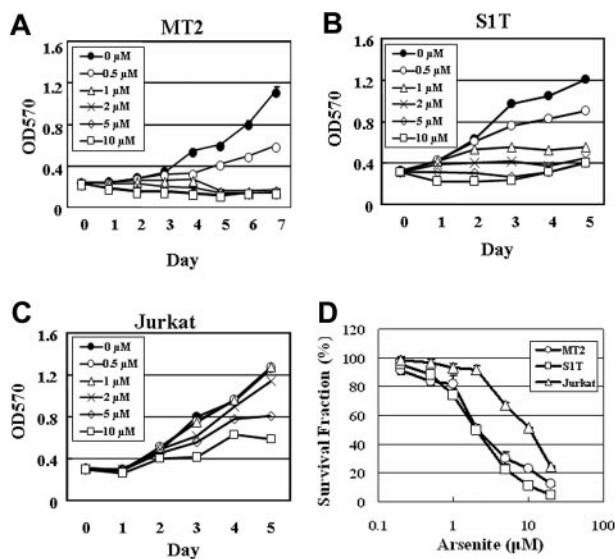 A
MT2
OD570
1.6
1.2
0.8
0.4
0
0 µM
0.5 µM
1 µM
2 µM
5 µM
10 µM
0 1 2 3 4 5 6 7
Day
B
S1T
OD570
1.6
1.2
0.8
0.4
0
0 µM
0.5 µM
1 µM
2 µM
5 µM
10 µM
0 1 2 3 4 5
Day
C
Jurkat
OD570
1.6
1.2
0.8
0.4
0
0 µM
0.5 µM
1 µM
2 µM
5 µM
10 µM
0 1 2 3 4 5
Day
D
Survival Fraction (%)
120
100
80
60
40
20
0
MT2
S1T
Jurkat
0.1 1 10 100
Arsenite (µM)